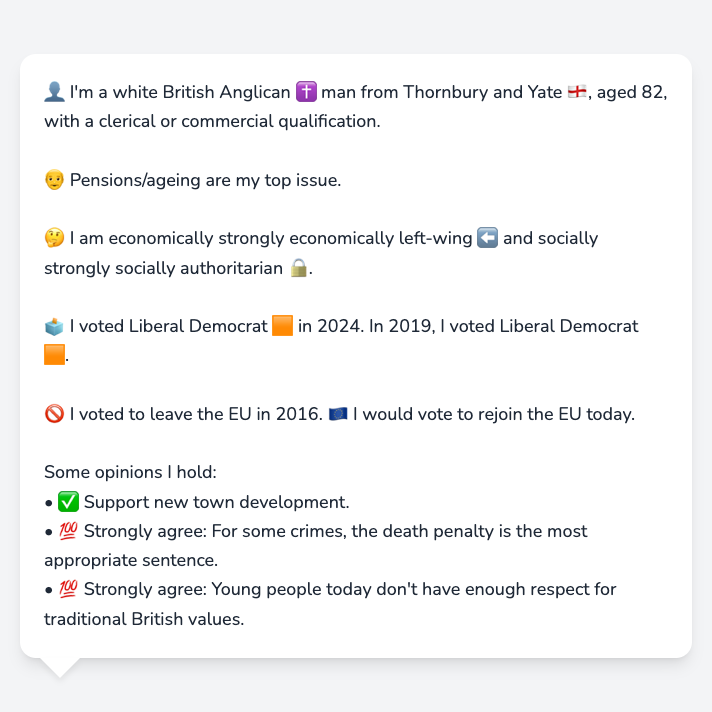 👤 I'm a white British Anglican ✝️ man from Thornbury and Yate 🏴󠁧󠁢󠁥󠁮󠁧󠁿, aged 82,
with a clerical or commercial qualification.
👴 Pensions/ageing are my top issue.
🤔 I am economically strongly economically left-wing ⬅️ and socially
strongly socially authoritarian 🔒.
🗳️ I voted Liberal Democrat 🟧 in 2024. In 2019, I voted Liberal Democrat
🟧.
🚫 I voted to leave the EU in 2016. 🇪🇺 I would vote to rejoin the EU today.
Some opinions I hold:
• ✅ Support new town development.
• 💯 Strongly agree: For some crimes, the death penalty is the most
appropriate sentence.
• 💯 Strongly agree: Young people today don't have enough respect for
traditional British values.